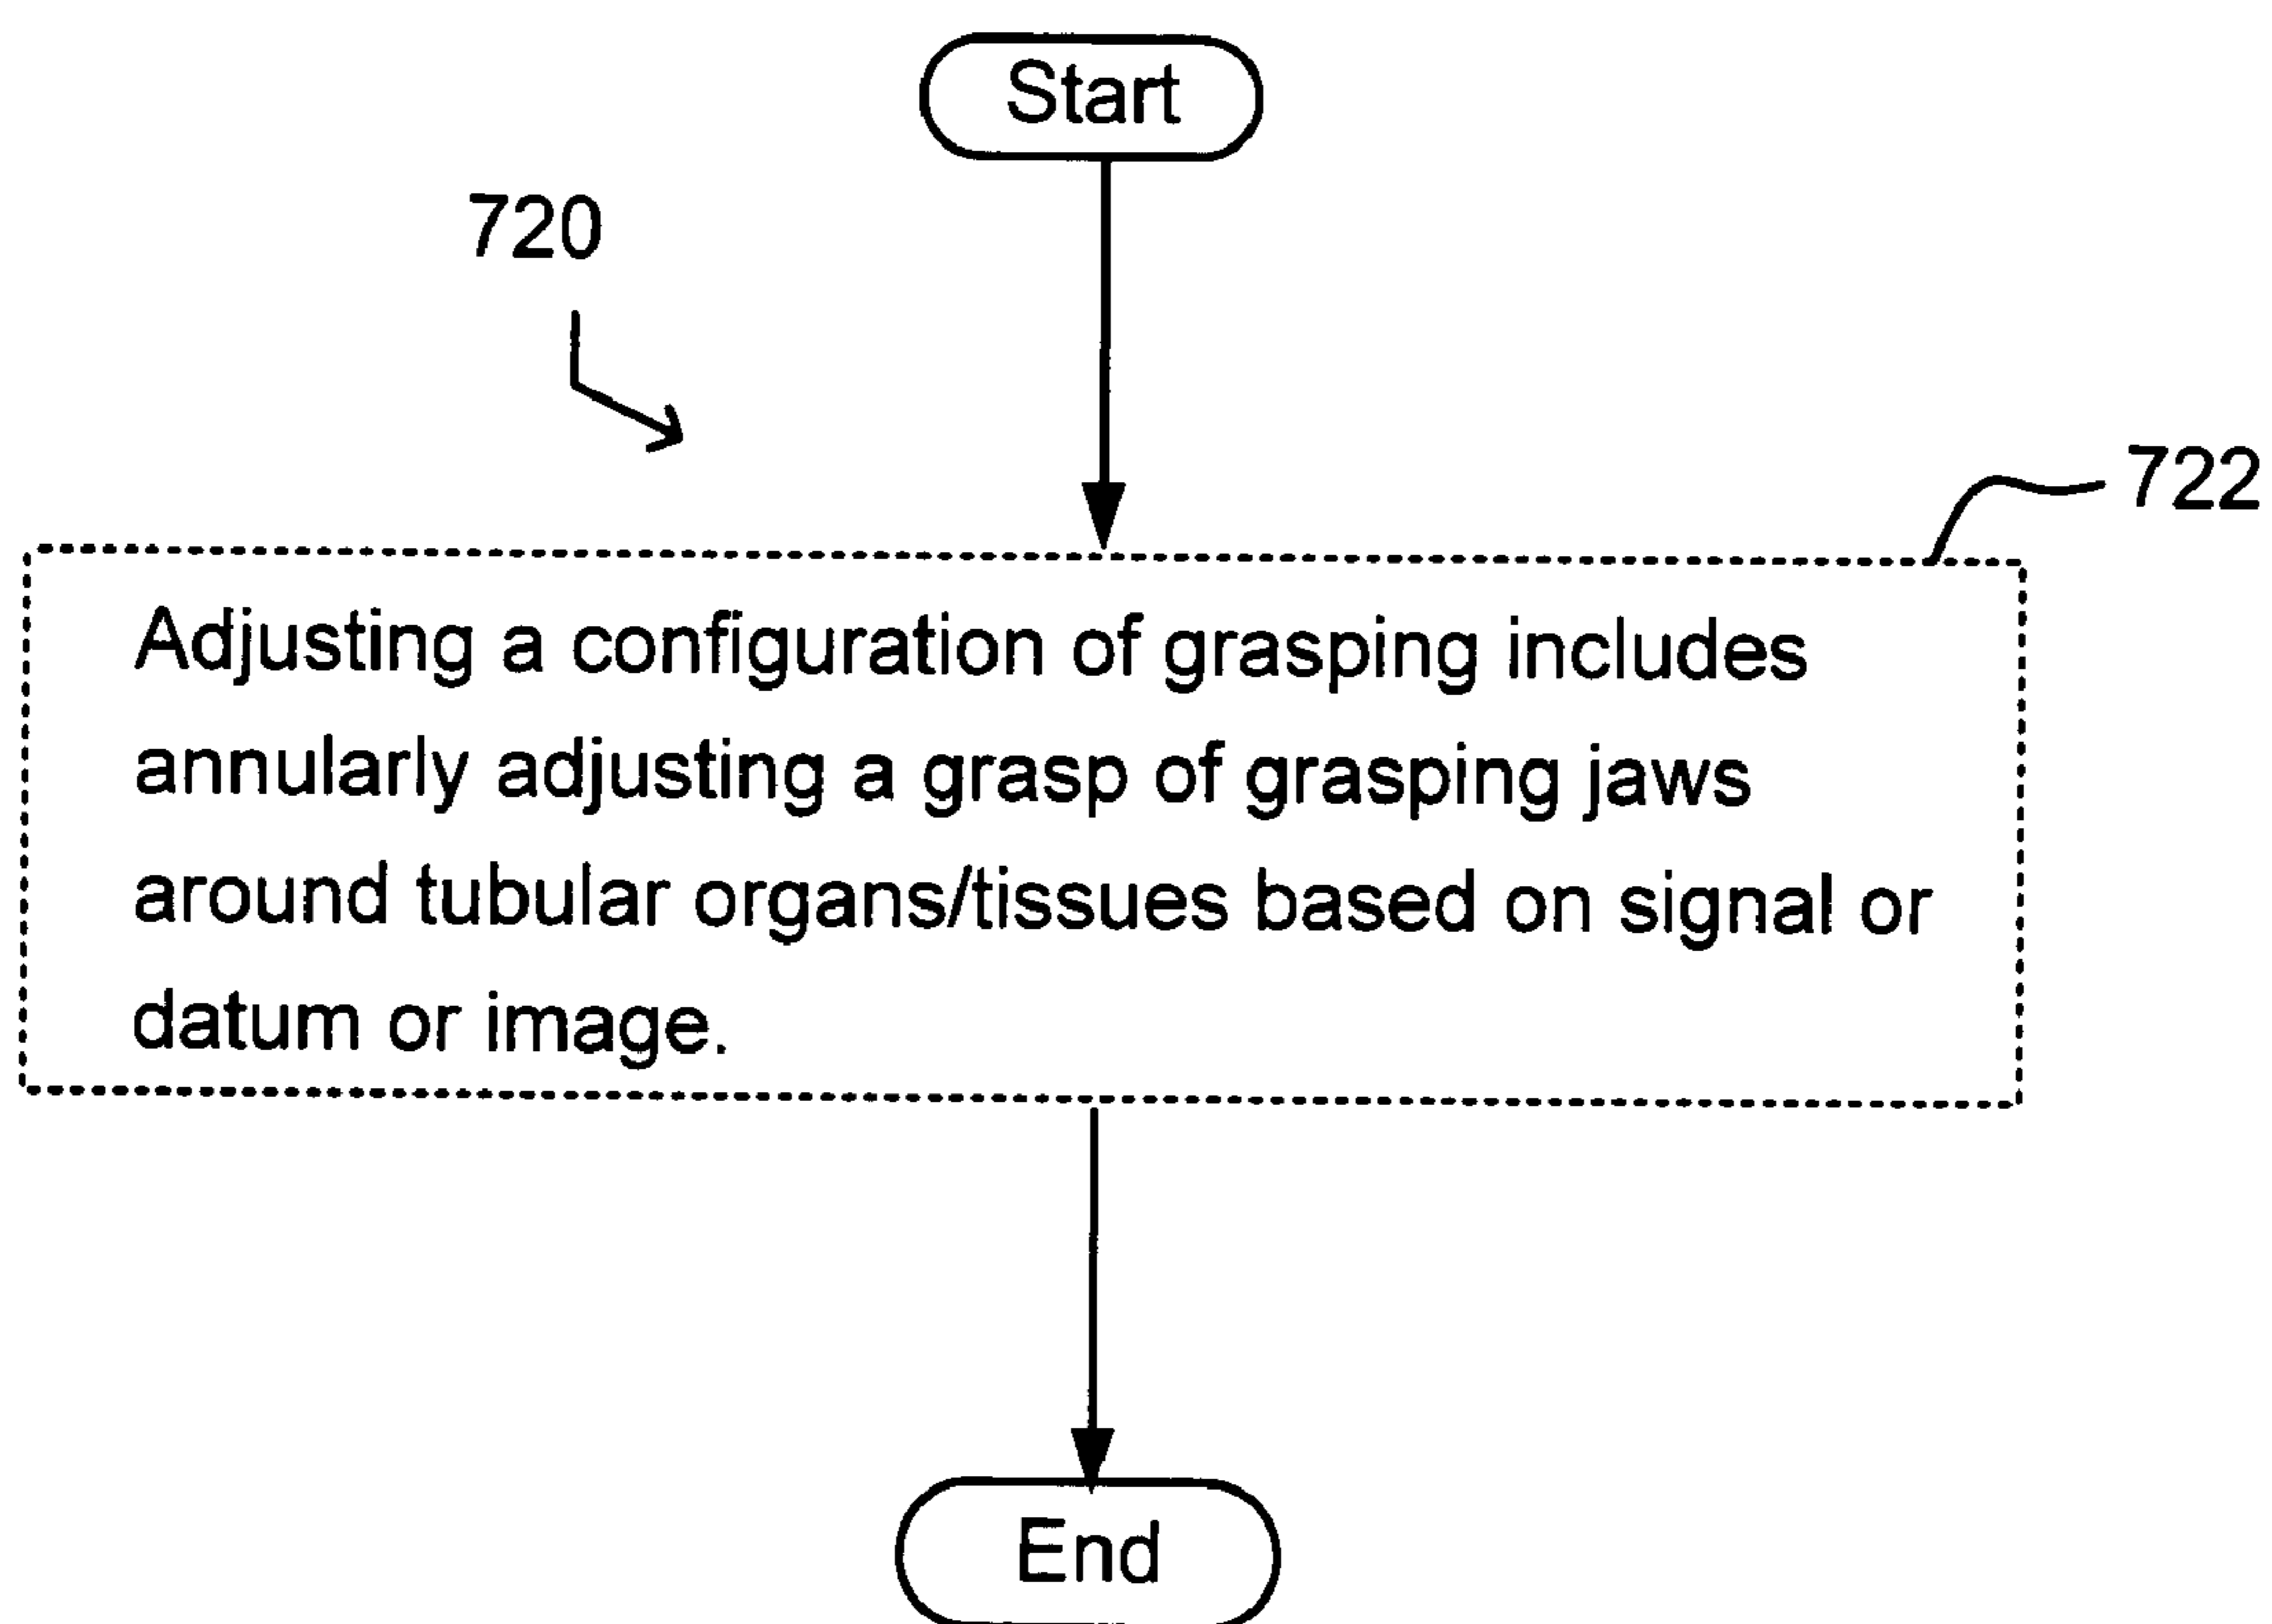 Start
720
722
Adjusting a configuration of grasping includes
annularly adjusting a grasp of grasping jaws
around tubular organs/tissues based on signal or
datum or image.
End